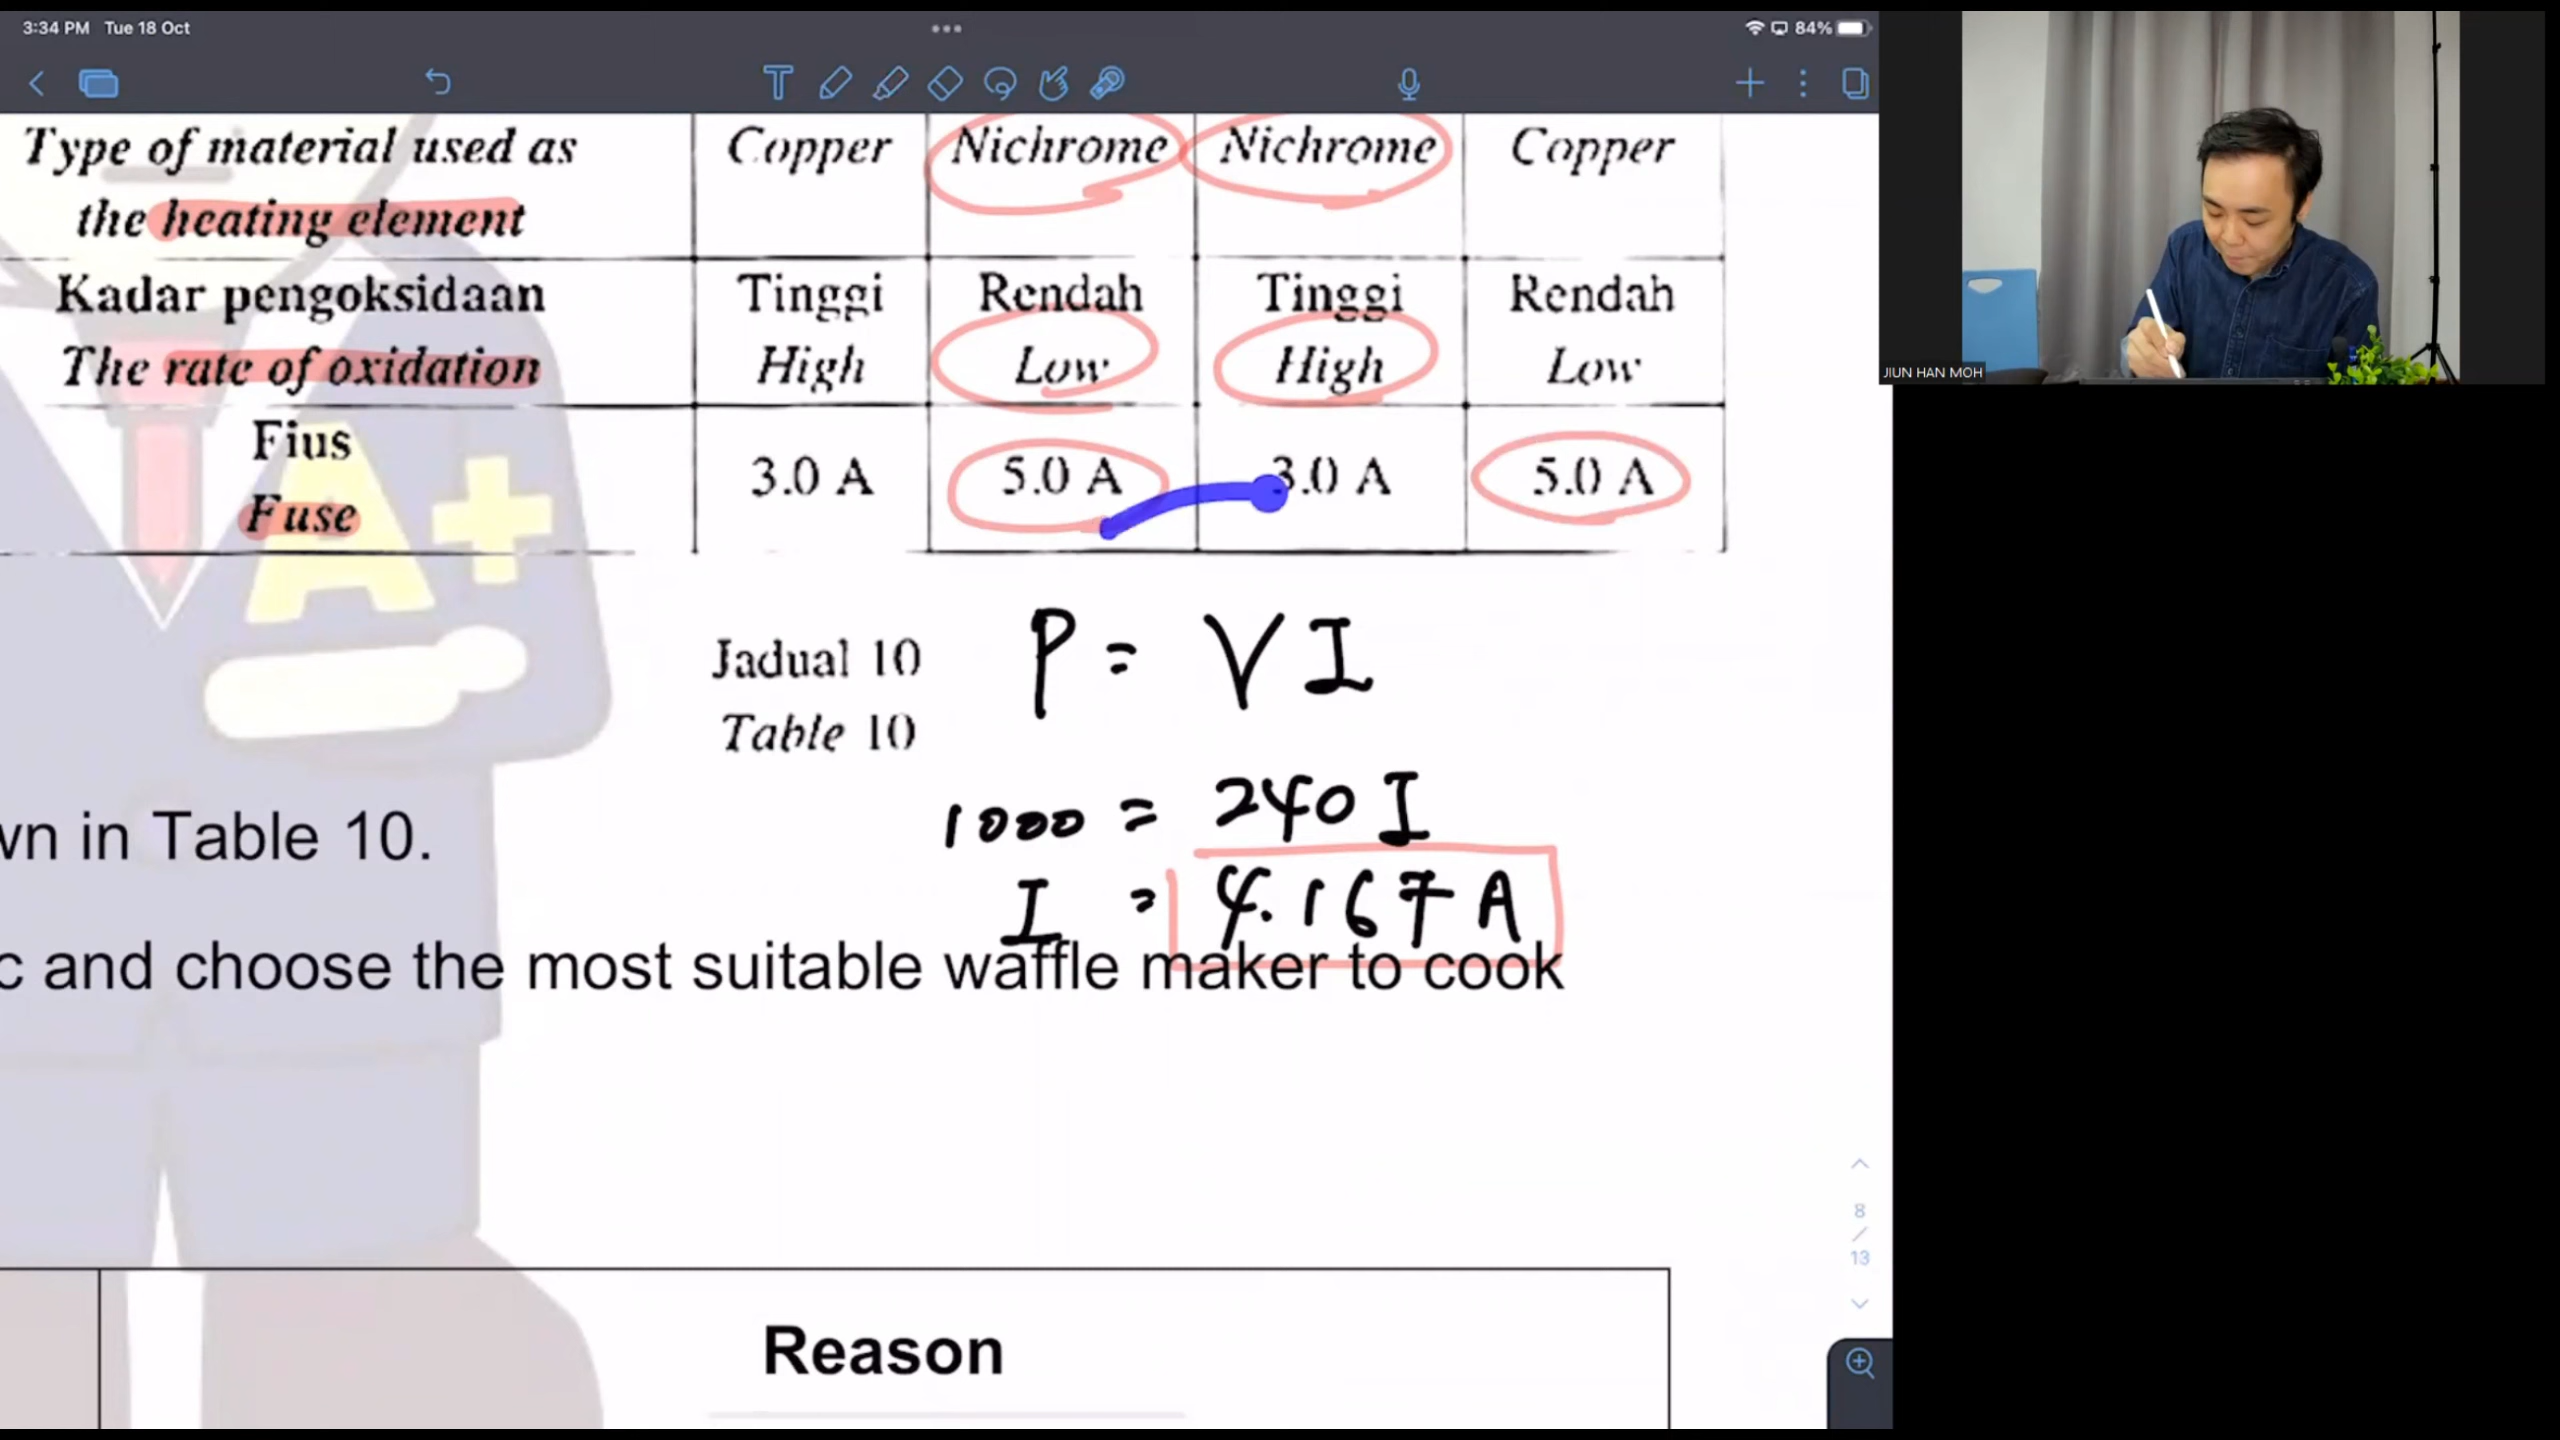 3:34 PM Tue 18 Oct
84%
Type of material used as Copper Nichrome Nichrome Copper
the heating element
Kadar pengoksidaan Tinggi Rendah Tinggi Rendah
The rate of oxidation High Low High Low
Fius
3.0 A 5.0 A 3.0 A 5.0 A
Fuse
A+
Jadual 10
Table 10
P = VI
1000 = 240 I
I = 4.167 A
wn in Table 10.
c and choose the most suitable waffle maker to cook
Reason
8
/
13
JIUN HAN MOH